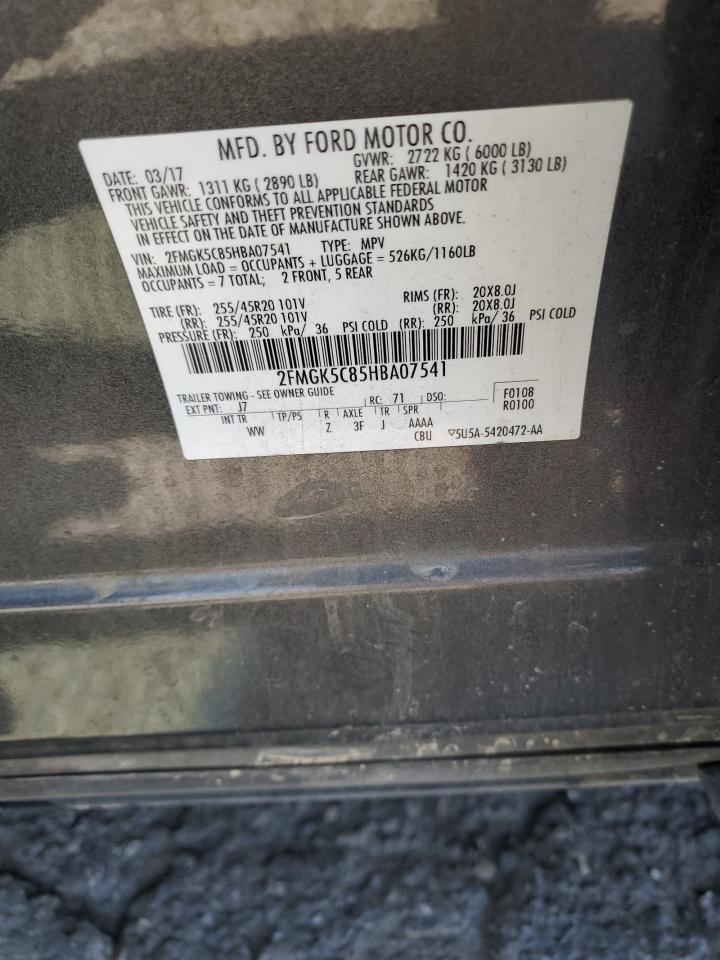 MFD. BY FORD MOTOR CO.
DATE: 03/17 GVWR: 2722 KG ( 6000 LB)
FRONT GAWR: 1311 KG ( 2890 LB) REAR GAWR: 1420 KG ( 3130 LB)
THIS VEHICLE CONFORMS TO ALL APPLICABLE FEDERAL MOTOR
VEHICLE SAFETY AND THEFT PREVENTION STANDARDS
IN EFFECT ON THE DATE OF MANUFACTURE SHOWN ABOVE.
VIN: 2FMGK5C85HBA07541 TYPE: MPV
MAXIMUM LOAD = OCCUPANTS + LUGGAGE = 526KG/1160LB
OCCUPANTS = 7 TOTAL; 2 FRONT, 5 REAR
TIRE (FR): 255/45R20 101V RIMS (FR): 20X8.0J
(RR): 255/45R20 101V (RR): 20X8.0J
PRESSURE (FR): 250 kPa/ 36 PSI COLD (RR): 250 kPa/ 36 PSI COLD
2FMGK5C85HBA07541
TRAILER TOWING - SEE OWNER GUIDE
EXT PNT: J7 RC: 71 DSO: F0108
INT TR TP/PS R AXLE TR SPR R0100
WW Z 3F J AAAA
CBU ▽5U5A-5420472-AA